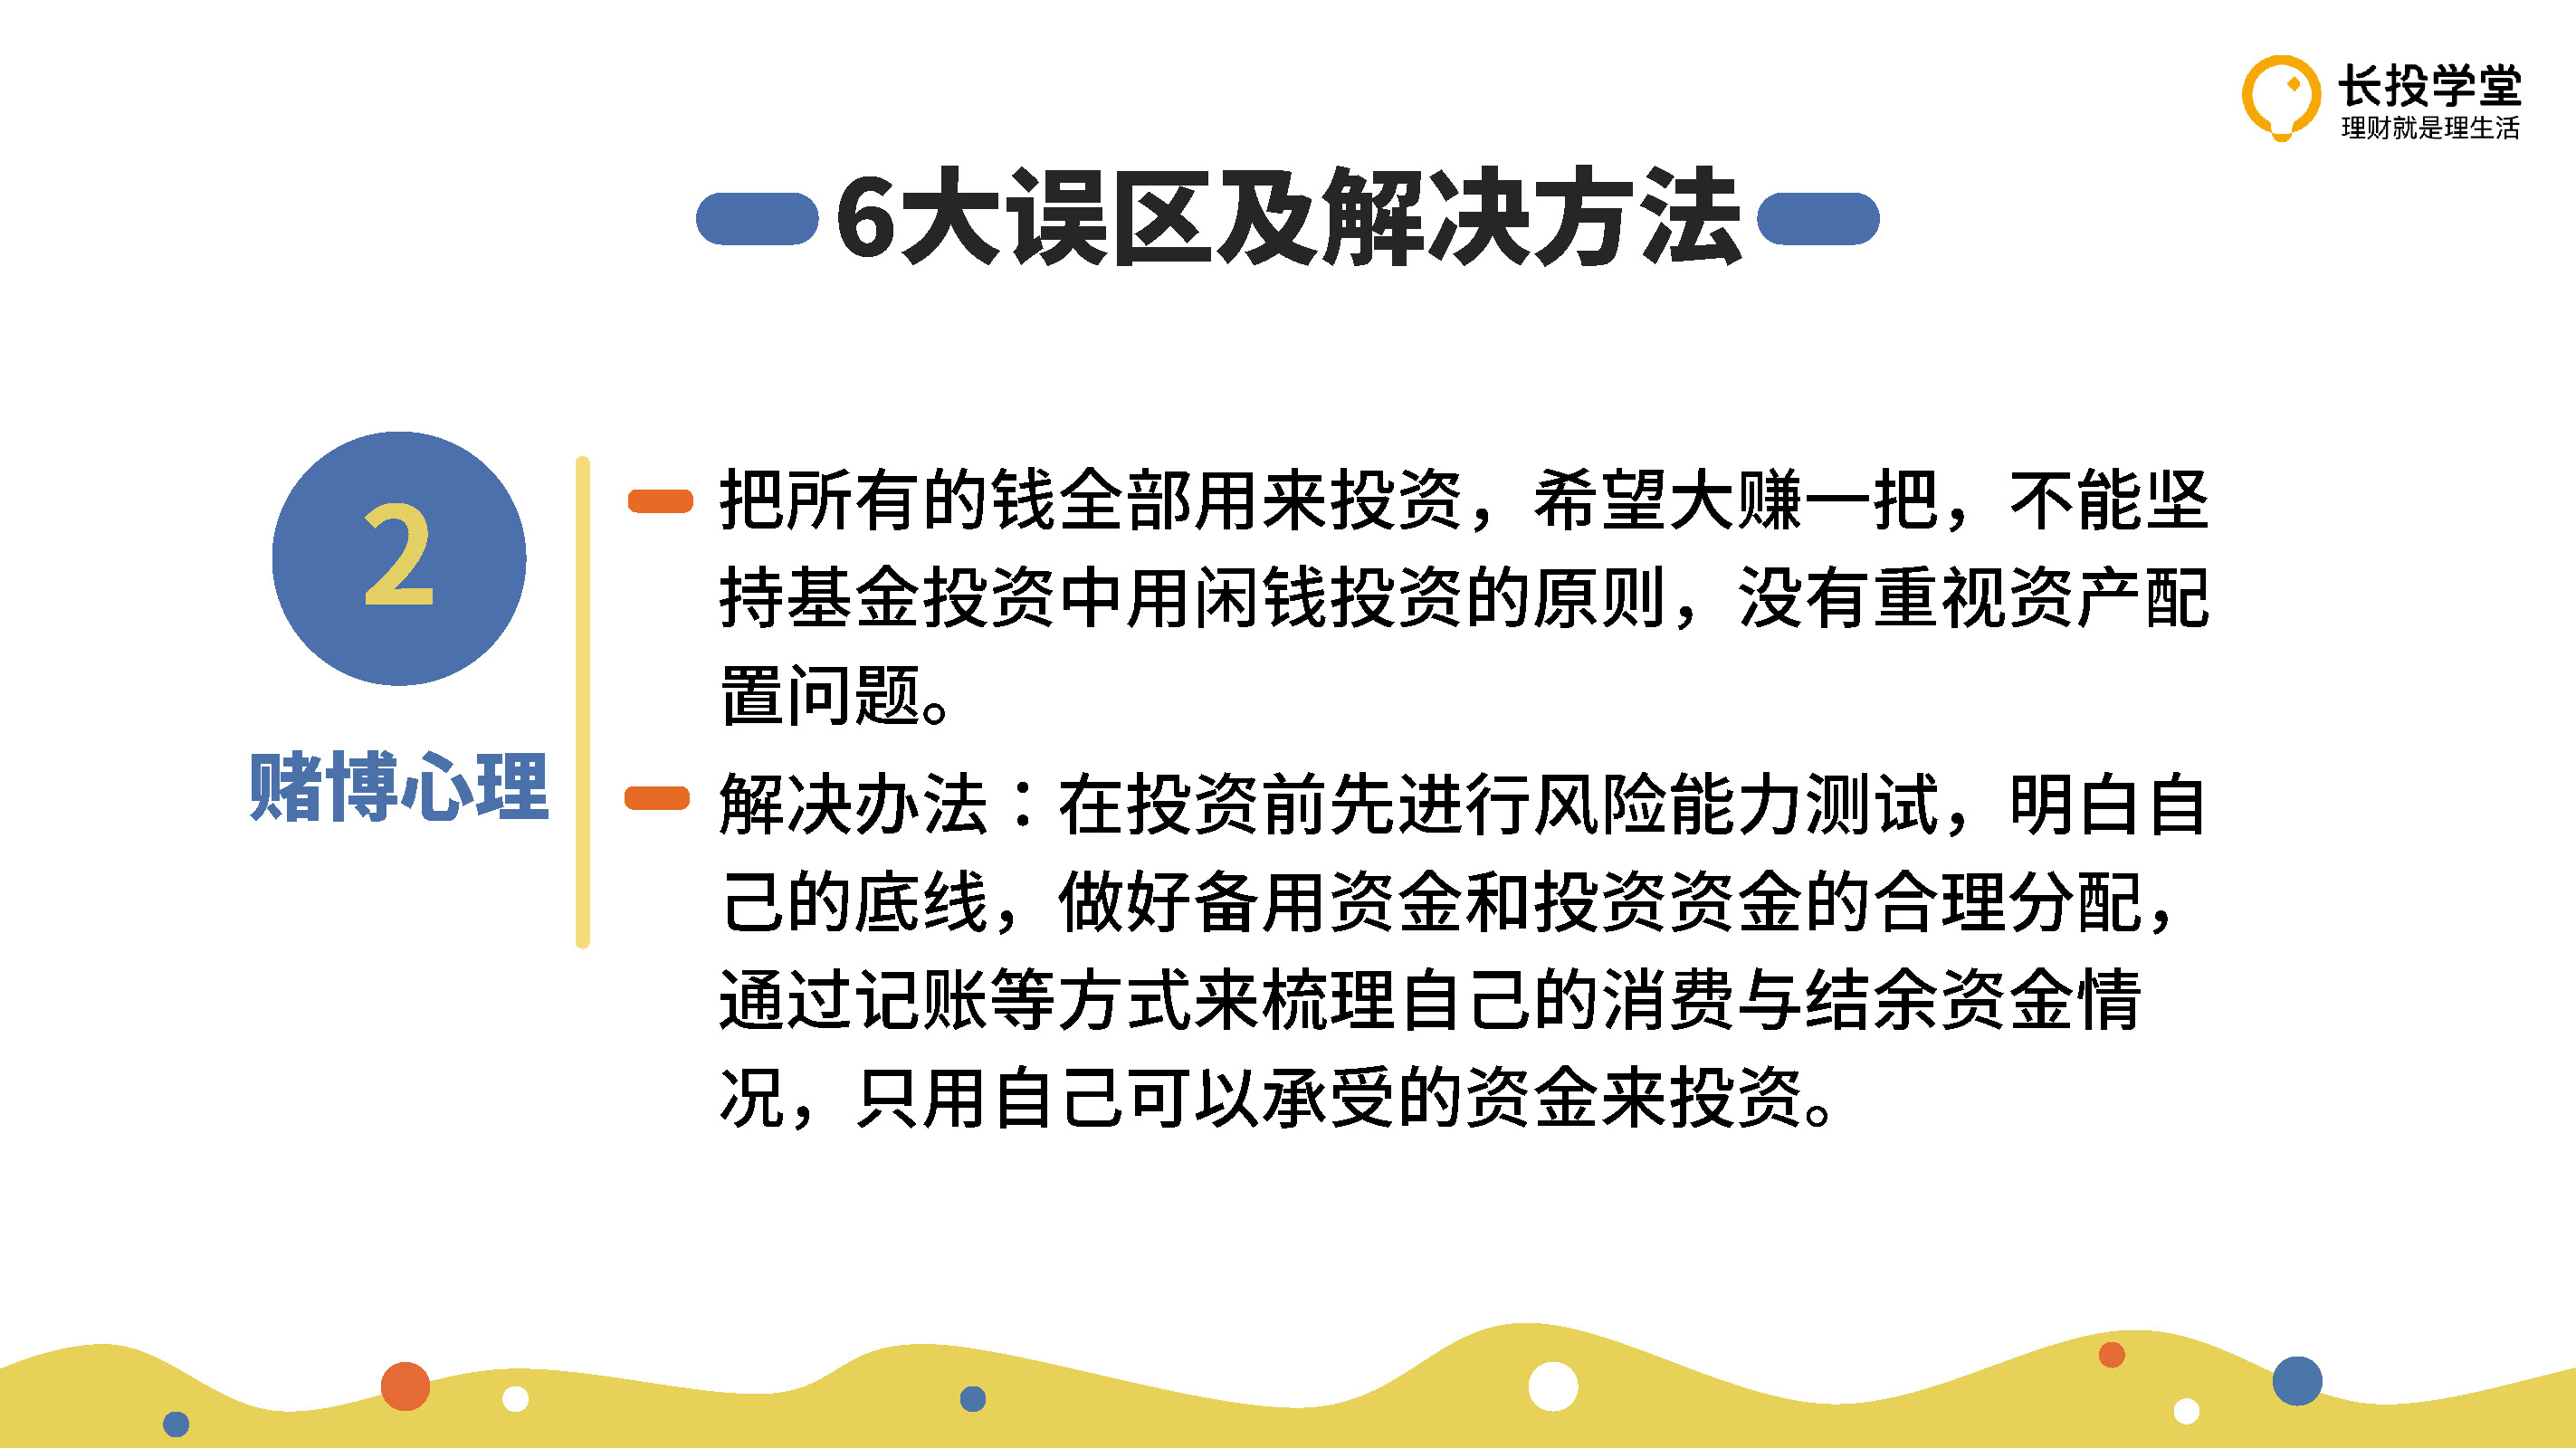 长投学堂
理财就是理生活
6大误区及解决方法
2
赌博心理
把所有的钱全部用来投资，希望大赚一把，不能坚
持基金投资中用闲钱投资的原则，没有重视资产配
置问题。
解决办法：在投资前先进行风险能力测试，明白自
己的底线，做好备用资金和投资资金的合理分配，
通过记账等方式来梳理自己的消费与结余资金情
况，只用自己可以承受的资金来投资。